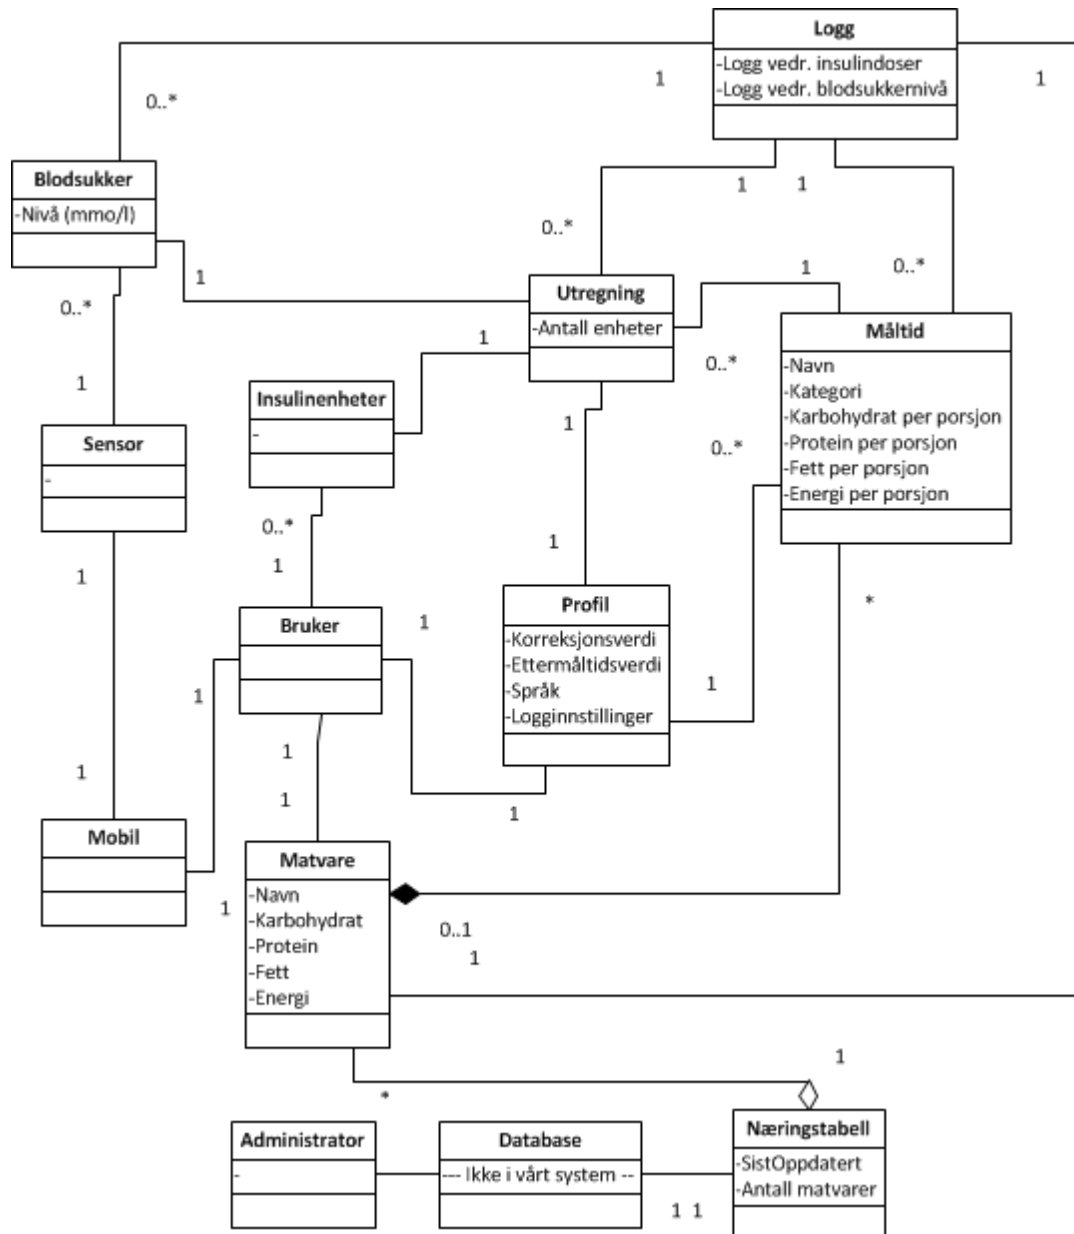 Logg
-Logg vedr. insulindoser
-Logg vedr. blodsukkernivå
1
1
0..*
Blodsukker
-Nivå (mmo/l)
1
1
0..*
1
0..*
1
0..*
Utregning
-Antall enheter
Måltid
-Navn
-Kategori
-Karbohydrat per porsjon
-Protein per porsjon
-Fett per porsjon
-Energi per porsjon
0..*
1
1
0..*
Insulinenheter
-
1
0..*
Sensor
-
0..*
1
1
1
Profil
-Korreksjonsverdi
-Ettermåltidsverdi
-Språk
-Logginnstillinger
*
1
Bruker
1
1
1
1
1
1
1
Mobil
Matvare
-Navn
-Karbohydrat
-Protein
-Fett
-Energi
1
0..1
1
1
*
Administrator
-
Database
--- Ikke i vårt system --
1 1
Næringstabell
-SistOppdatert
-Antall matvarer